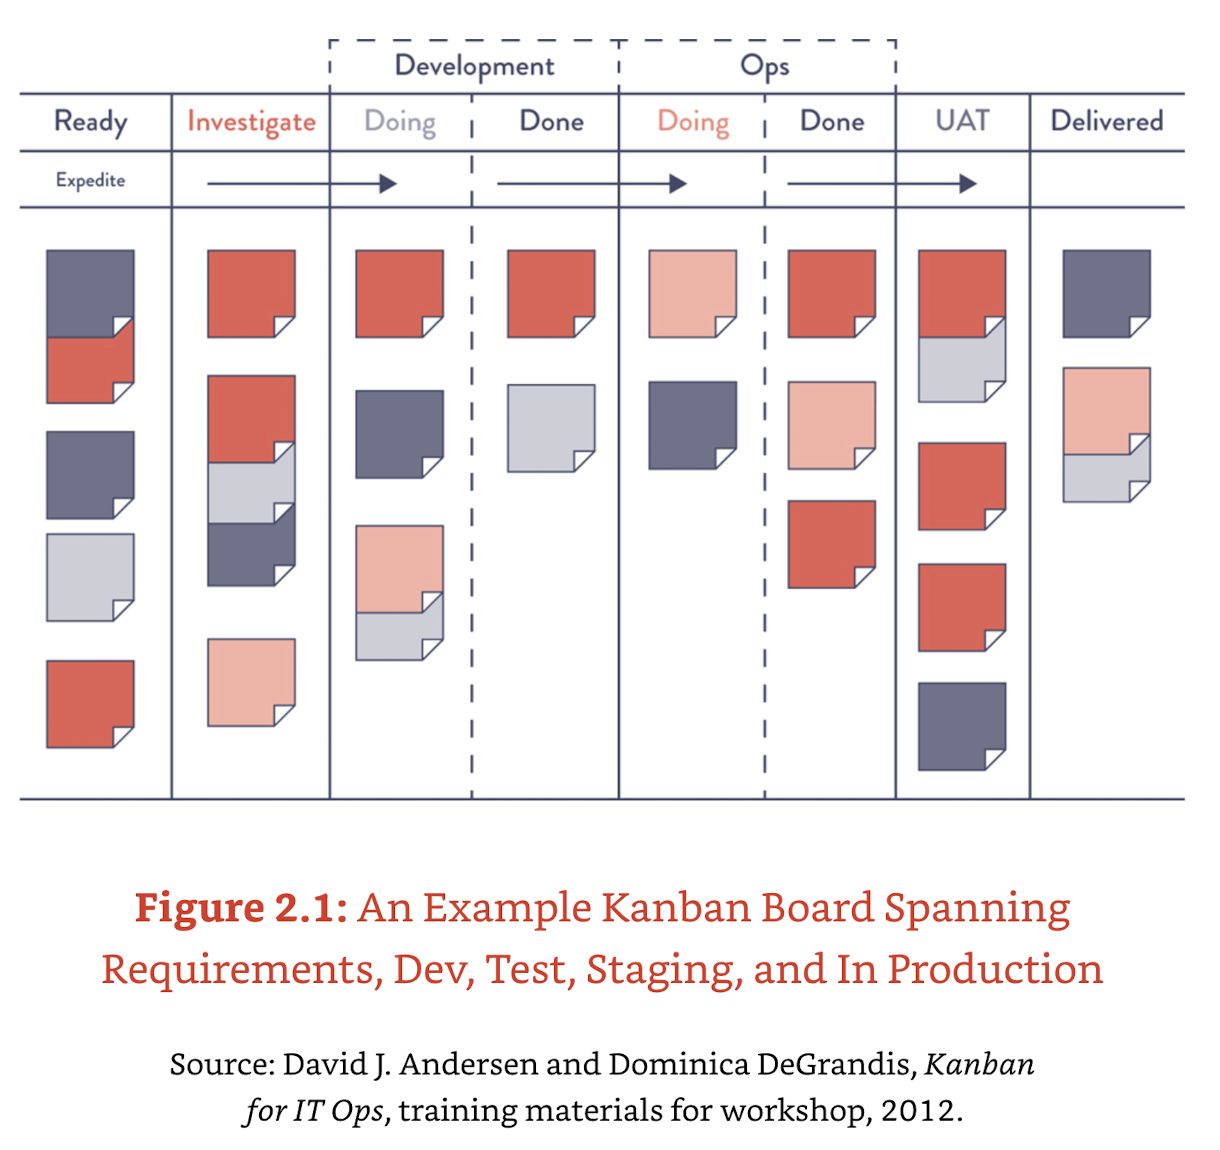 Development Ops
Ready Investigate Doing Done Doing Done UAT Delivered
Expedite
Figure 2.1: An Example Kanban Board Spanning
Requirements, Dev, Test, Staging, and In Production
Source: David J. Andersen and Dominica DeGrandis, Kanban
for IT Ops, training materials for workshop, 2012.